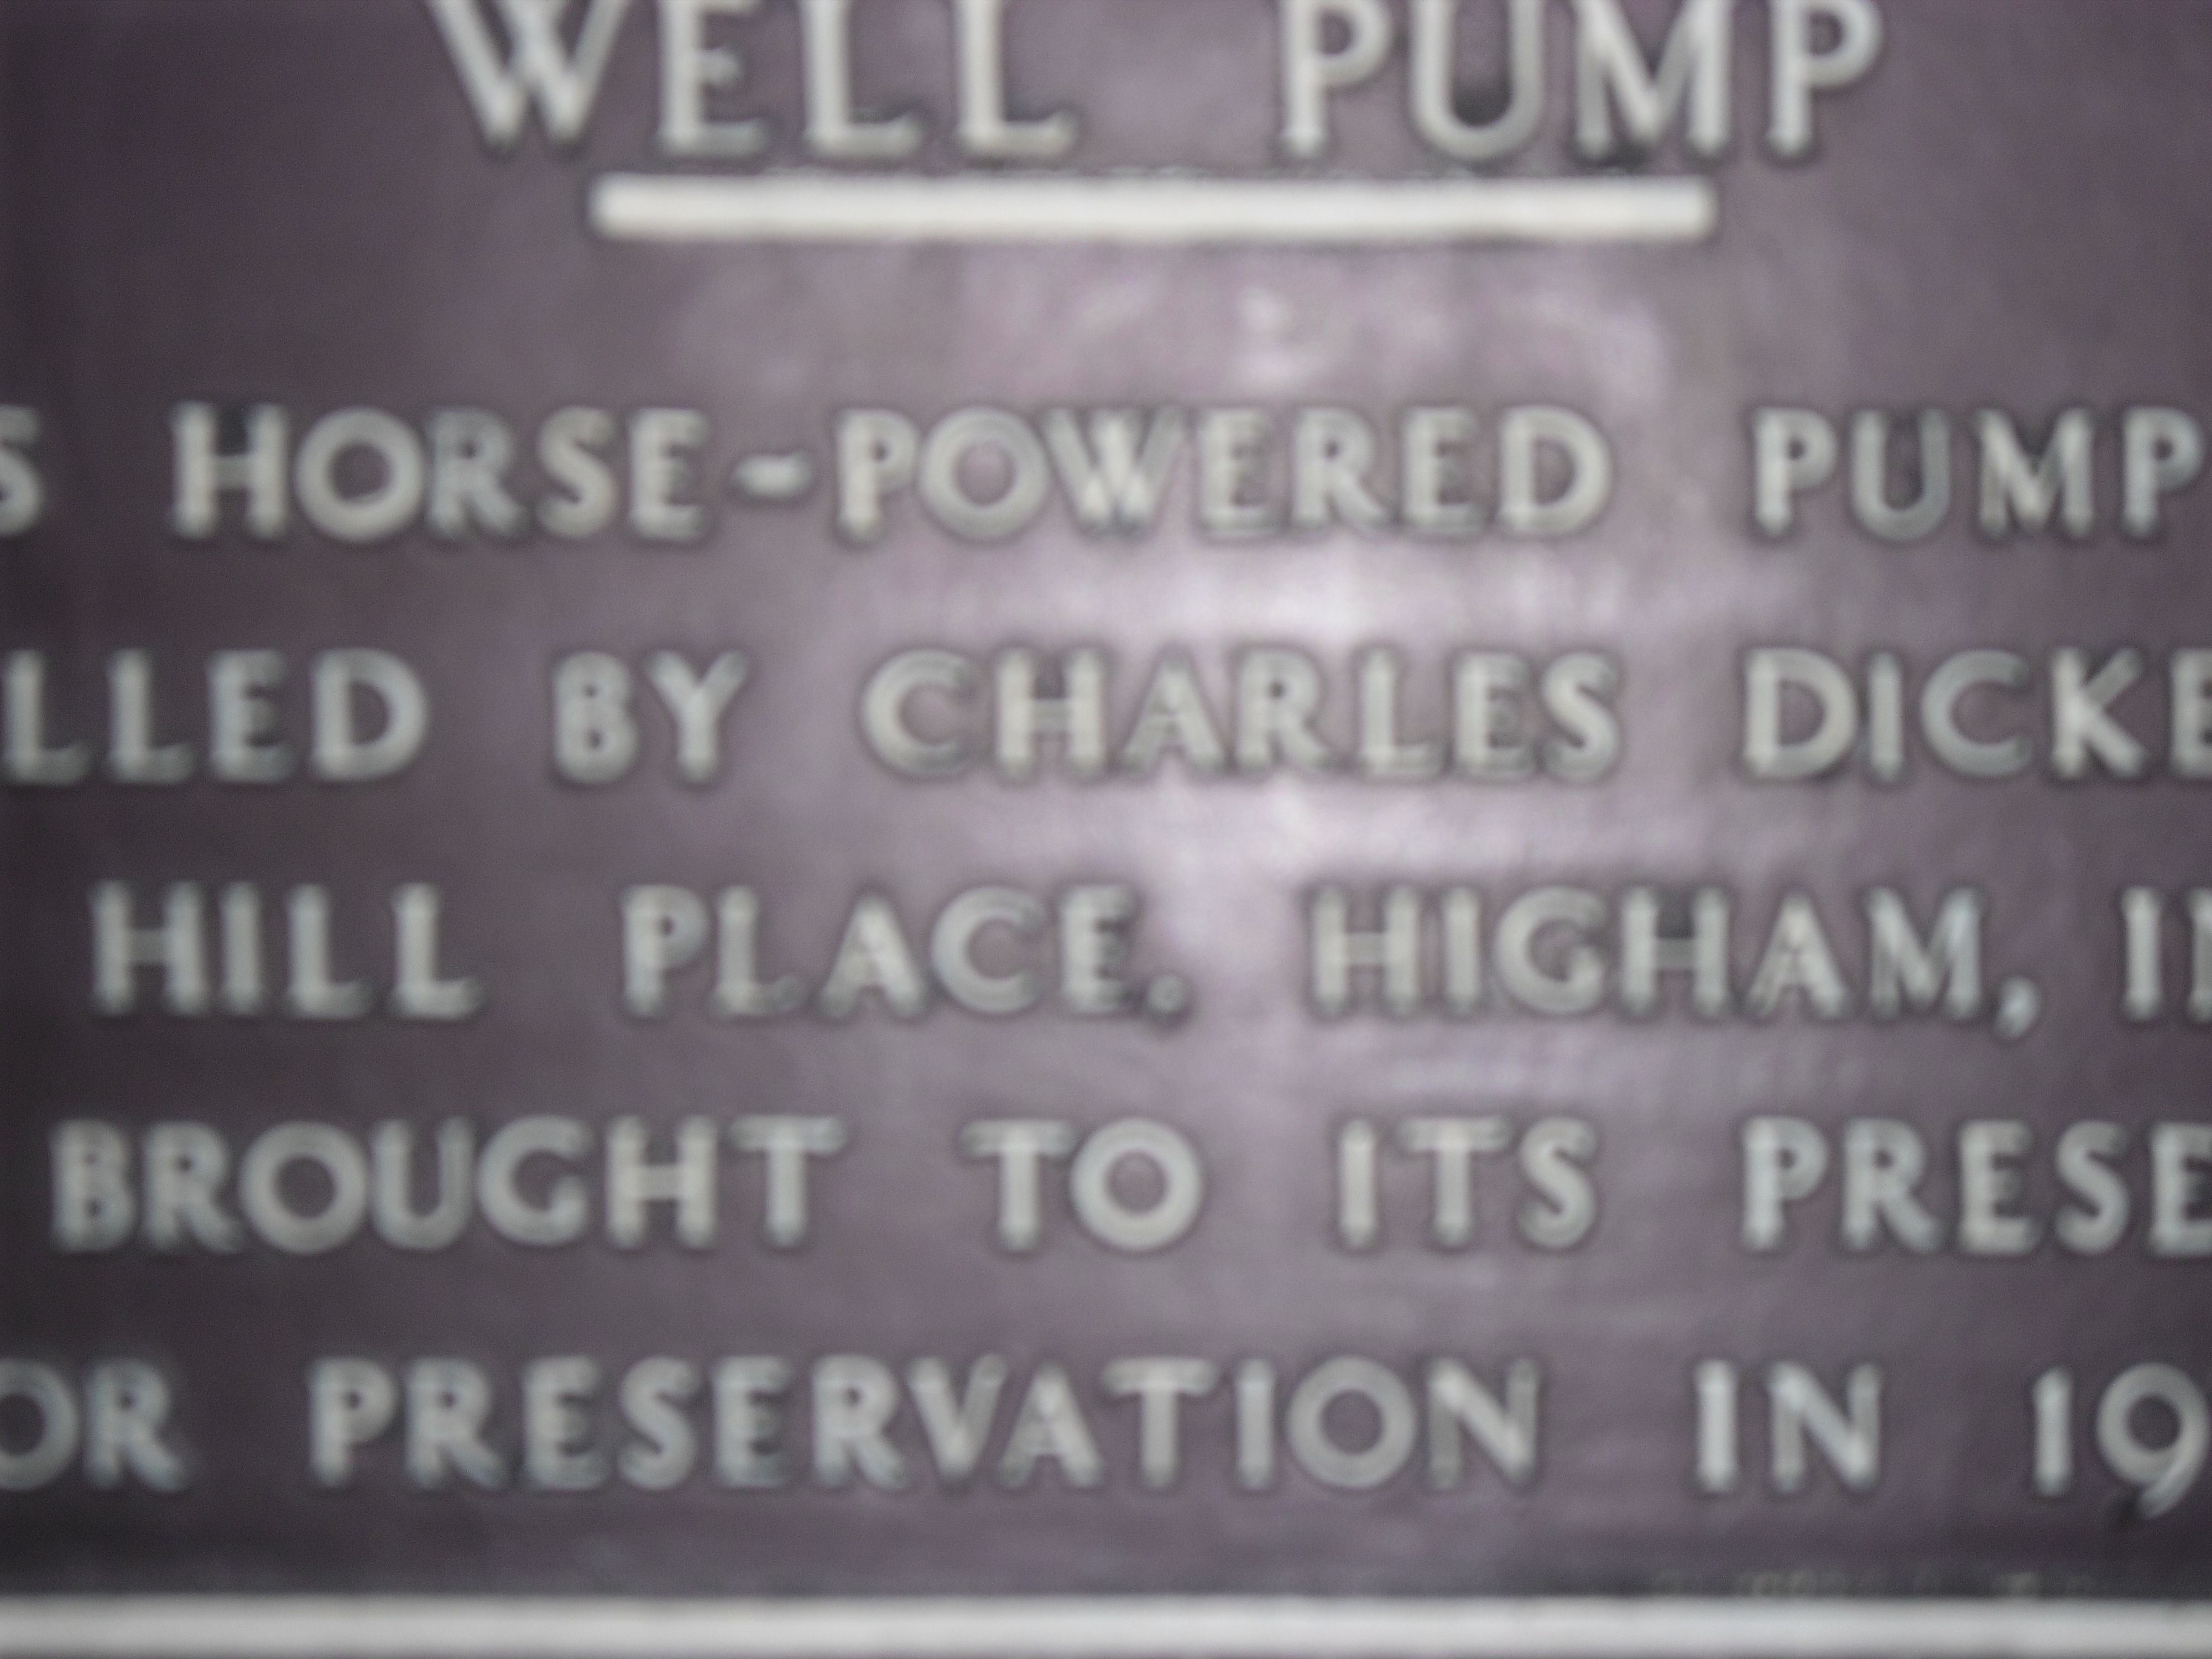 WELL PUMP
S HORSE-POWERED PUMP
LLED BY CHARLES DICKE
HILL PLACE, HIGHAM, IN
BROUGHT TO ITS PRESE
OR PRESERVATION IN 19